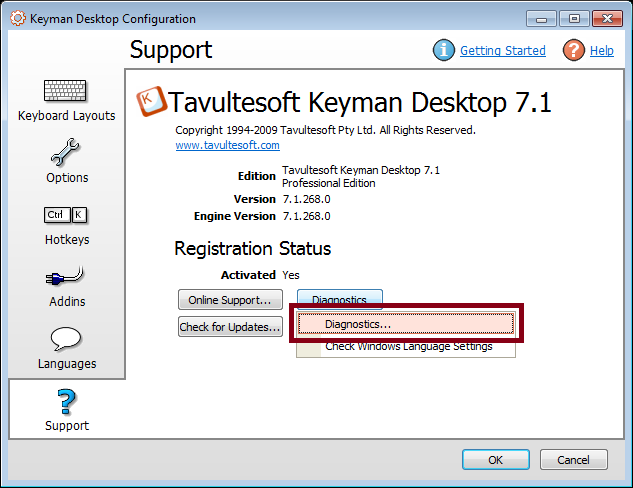 Keyman Desktop Configuration
Support
Getting Started
Help
Keyboard Layouts
Options
Ctrl K
Hotkeys
Addins
Languages
Support
K
Tavultesoft Keyman Desktop 7.1
Copyright 1994-2009 Tavultesoft Pty Ltd. All Rights Reserved.
www.tavultesoft.com
Edition Tavultesoft Keyman Desktop 7.1
Professional Edition
Version 7.1.268.0
Engine Version 7.1.268.0
Registration Status
Activated Yes
Online Support... Diagnostics
Check for Updates... Diagnostics...
Check Windows Language Settings
OK Cancel